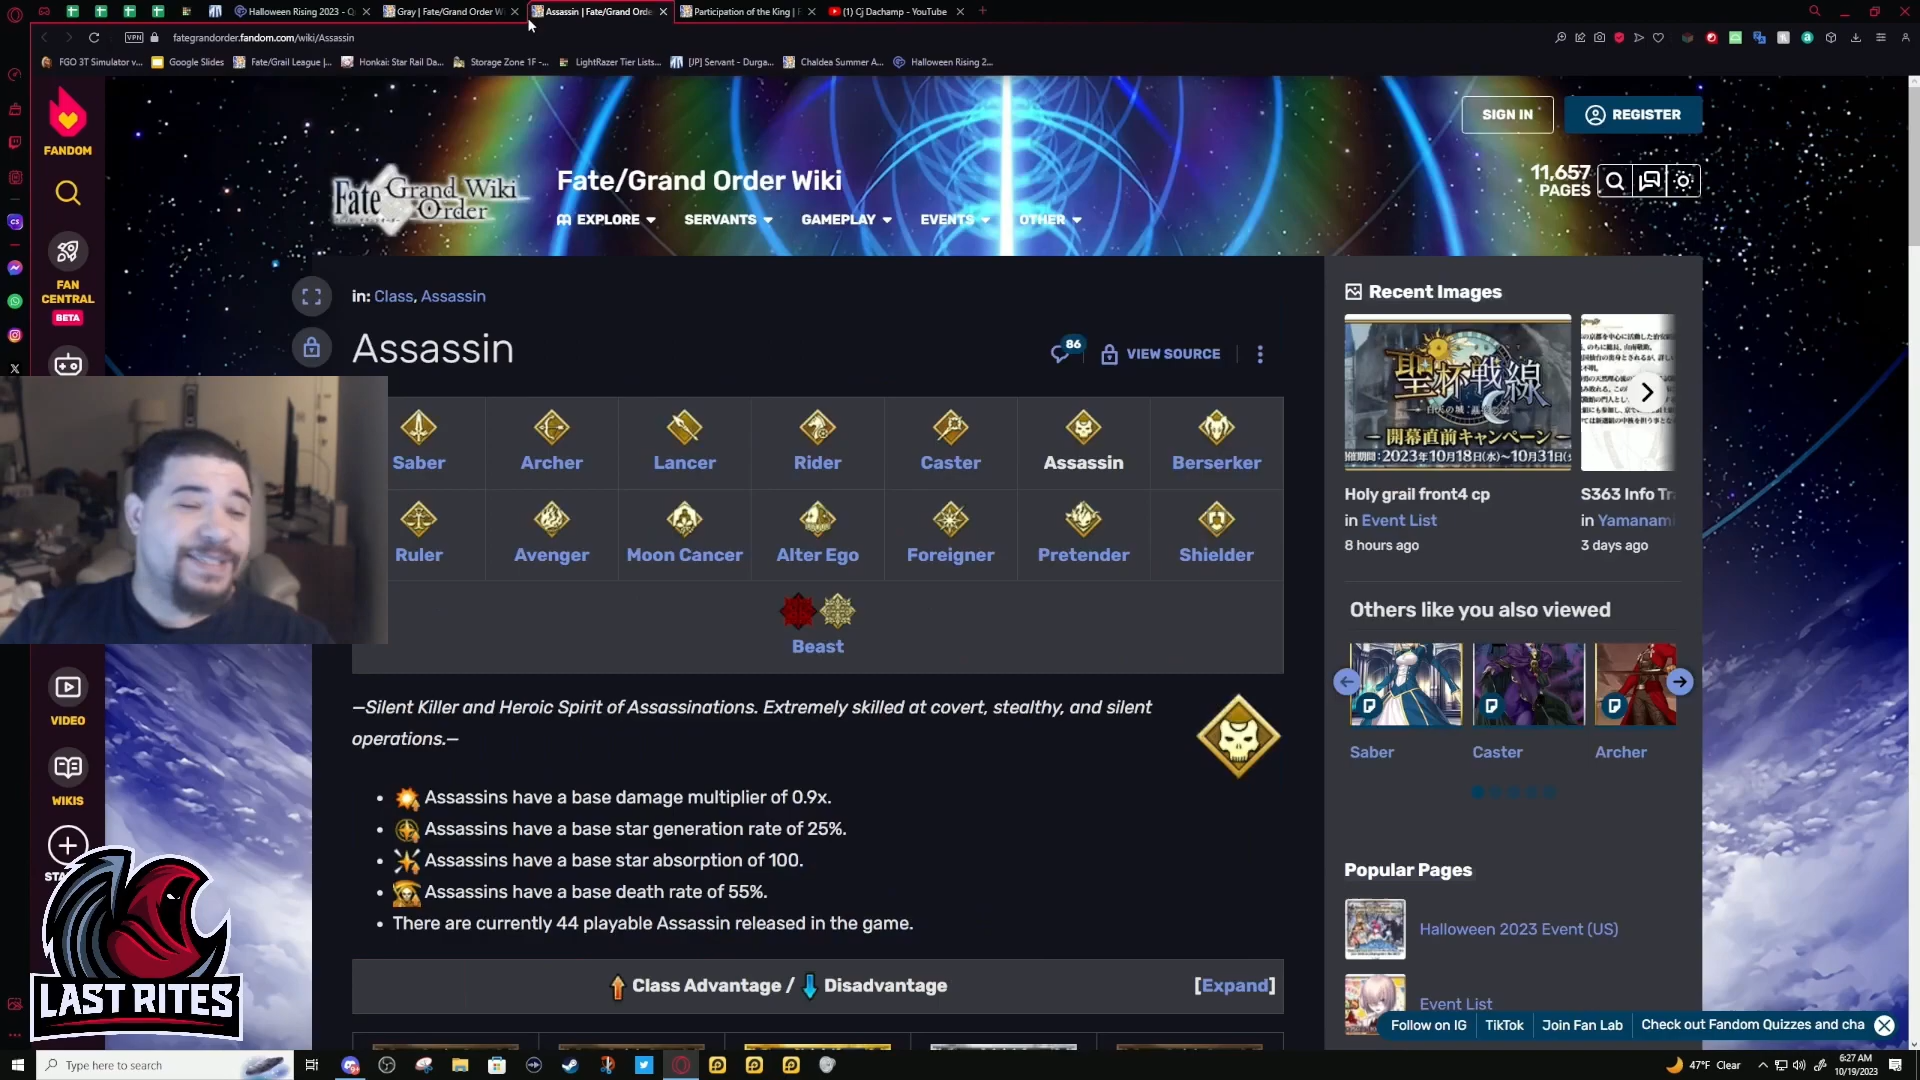 Halloween Rising 2023 - Q
Gray | Fate/Grand Order W
Assassin | Fate/Grand Orde
Participation of the King | F
(1) Cj Dachamp - YouTube
VPN
fategrandorder.fandom.com/wiki/Assassin
FGO 3T Simulator v...
Google Slides
Fate/Grail League |...
Honkai: Star Rail Da...
Storage Zone 1F -...
LightRazer Tier Lists...
[JP] Servant - Durga...
Chaldea Summer A...
Halloween Rising 2...
FANDOM
SIGN IN
REGISTER
Fate/Grand Order Wiki
Fate Grand Wiki
Order
11,657
PAGES
EXPLORE
SERVANTS
GAMEPLAY
EVENTS
OTHER
FAN
CENTRAL
BETA
in: Class, Assassin
Assassin
86
VIEW SOURCE
Saber
Archer
Lancer
Rider
Caster
Assassin
Berserker
Ruler
Avenger
Moon Cancer
Alter Ego
Foreigner
Pretender
Shielder
Beast
—Silent Killer and Heroic Spirit of Assassinations. Extremely skilled at covert, stealthy, and silent
operations.—
Assassins have a base damage multiplier of 0.9x.
Assassins have a base star generation rate of 25%.
Assassins have a base star absorption of 100.
Assassins have a base death rate of 55%.
There are currently 44 playable Assassin released in the game.
Class Advantage / Disadvantage
[Expand]
Recent Images
聖杯戦線
開幕直前キャンペーン
2023年10月18日(水)～10月31日(
Holy grail front4 cp
in Event List
8 hours ago
S363 Info Tr
in Yamanami
3 days ago
Others like you also viewed
Saber
Caster
Archer
Popular Pages
Halloween 2023 Event (US)
Event List
VIDEO
WIKIS
LAST RITES
Follow on IG
TikTok
Join Fan Lab
Check out Fandom Quizzes and cha
Type here to search
47°F Clear
6:27 AM
10/19/2023